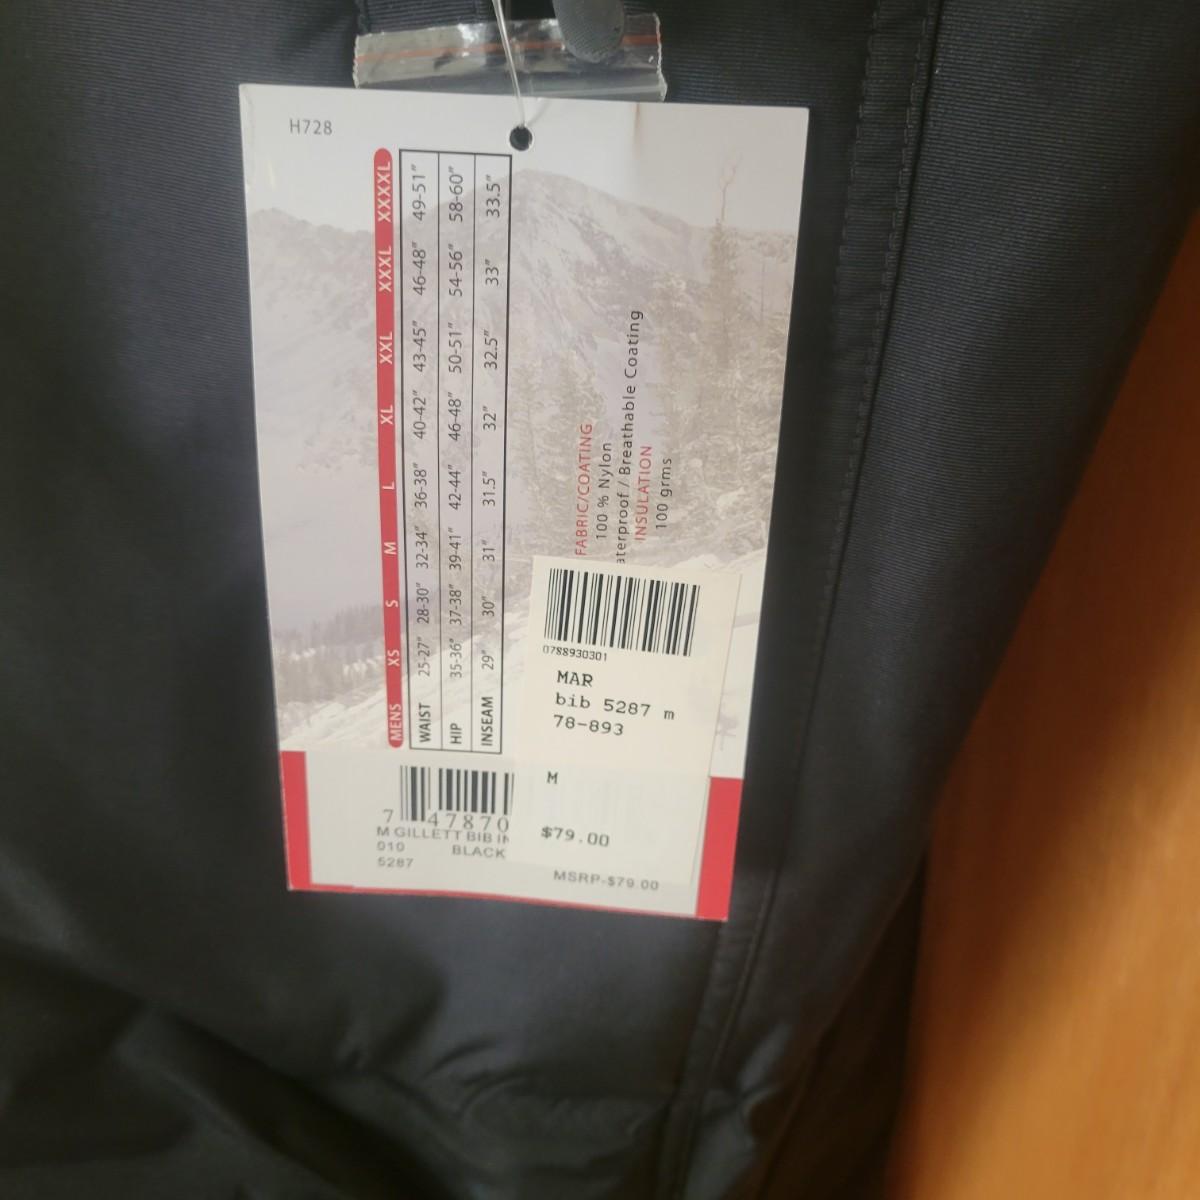 H728
MENS XS S M L XL XXL XXXL XXXXL
WAIST 25-27" 28-30" 32-34" 36-38" 40-42" 43-45" 46-48" 49-51"
HIP 35-36" 37-38" 39-41" 42-44" 46-48" 50-51" 54-56" 58-60"
INSEAM 29" 30" 31" 31.5" 32" 32.5" 33" 33.5"
FABRIC/COATING
100 % Nylon
aterproof / Breathable Coating
INSULATION
100 grms
0788930301
MAR
bib 5287 m
78-893
M
$79.00
7 47870
M GILLETT BIB IN
010 BLACK
5287
MSRP-$79.00